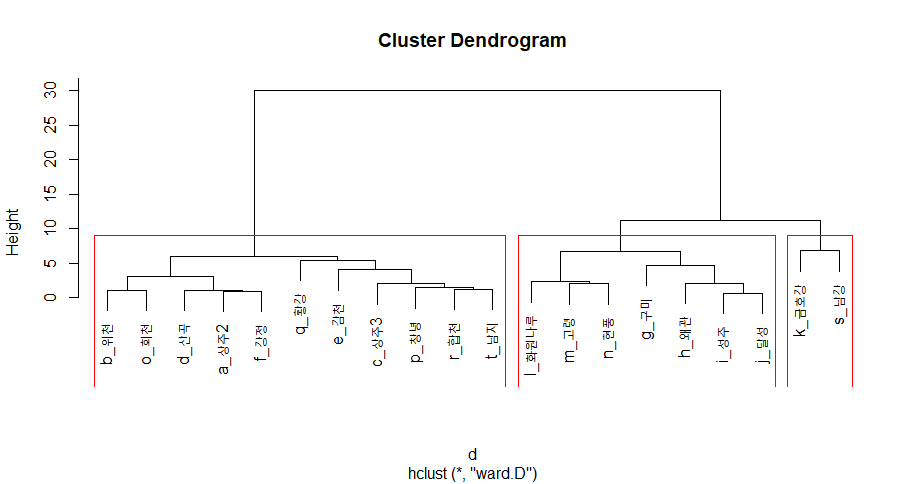 Cluster Dendrogram
Height
30
25
20
15
10
5
0
b_위천
o_회천
d_산곡
a_상주2
f_강정
q_황강
e_감천
c_상주3
p_창녕
r_합천
t_남지
l_화원나루
m_고령
n_현풍
g_구미
h_왜관
i_성주
j_달성
k_금호강
s_남강
d
hclust (*, "ward.D")